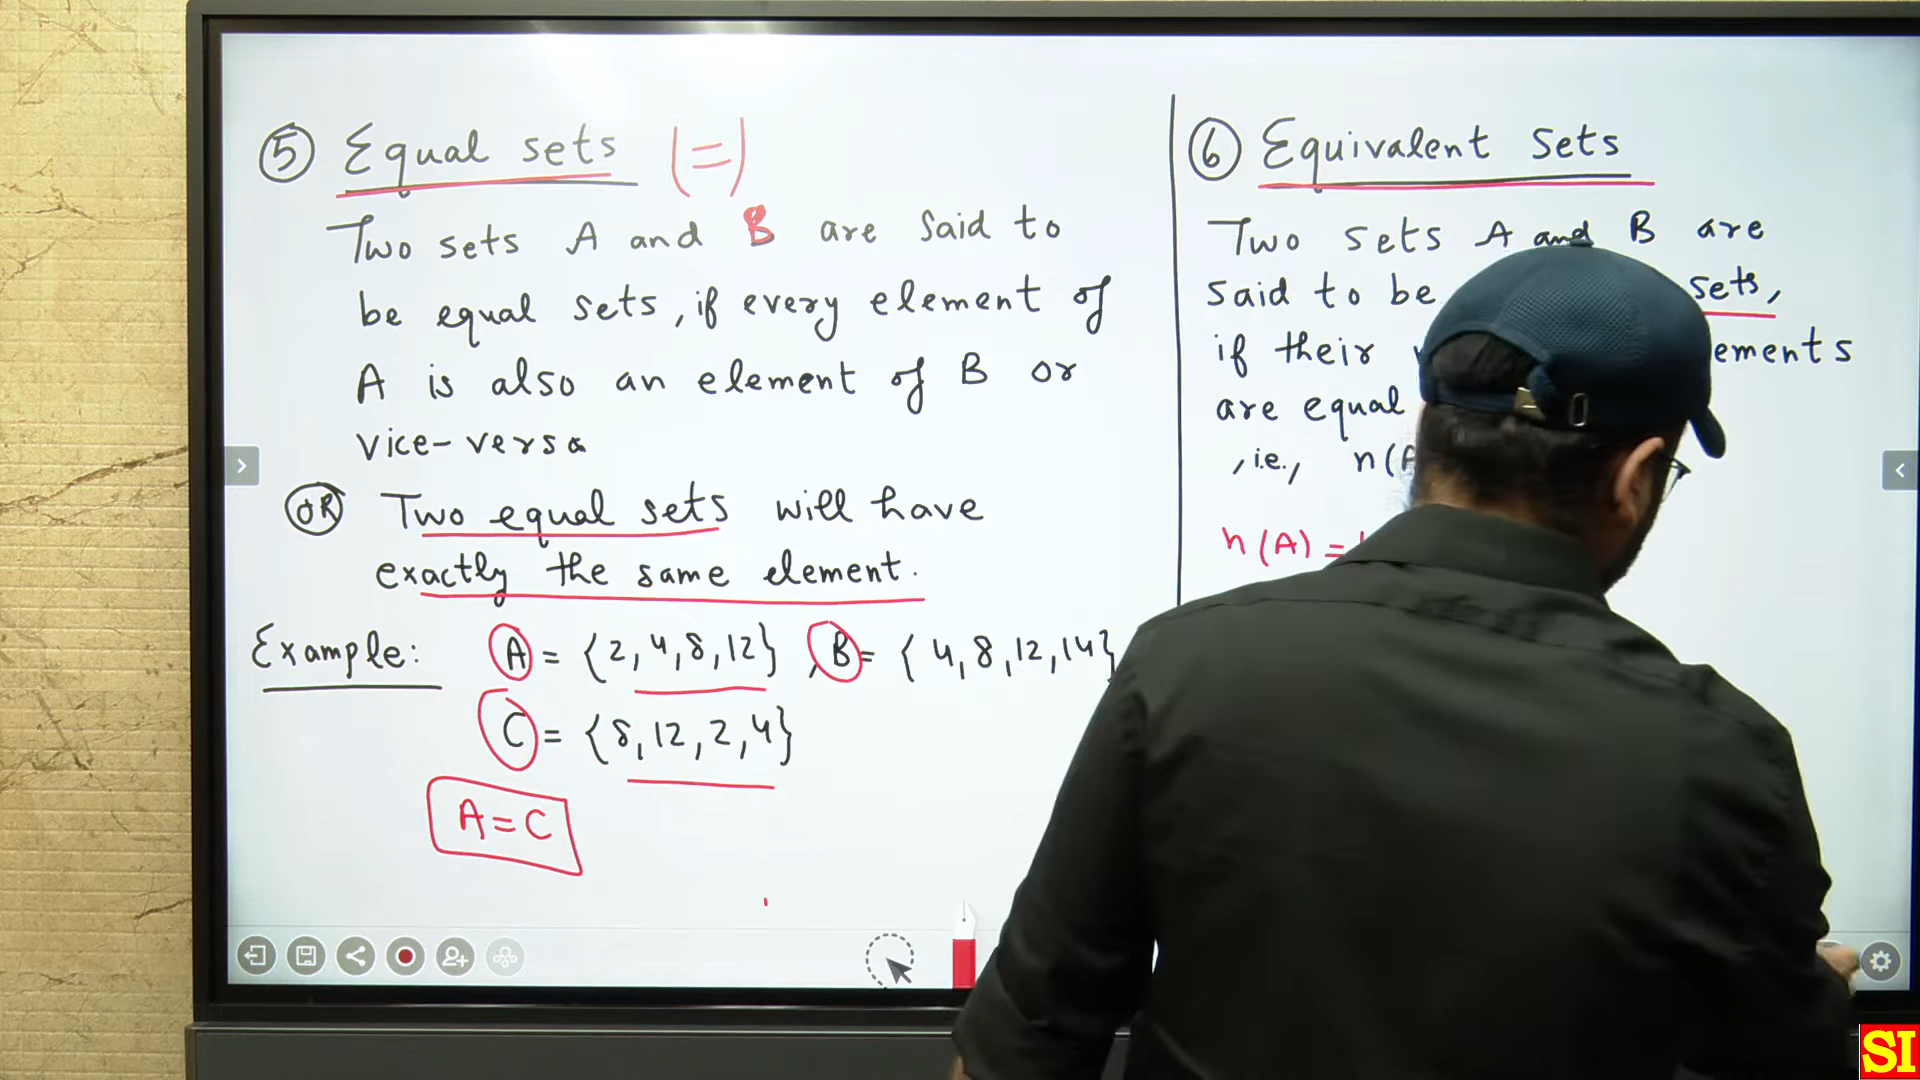 ⑤ Equal sets (=)
Two sets A and B are said to
be equal sets, if every element of
A is also an element of B or
vice-versa
OR Two equal sets will have
exactly the same element.
Example: A = {2, 4, 8, 12} , B = { 4, 8, 12, 14}
C = {8, 12, 2, 4}
A = C
⑥ Equivalent Sets
Two sets A and B are
said to be sets,
if their
are equal
, i.e., n(A
n (A) =
SI